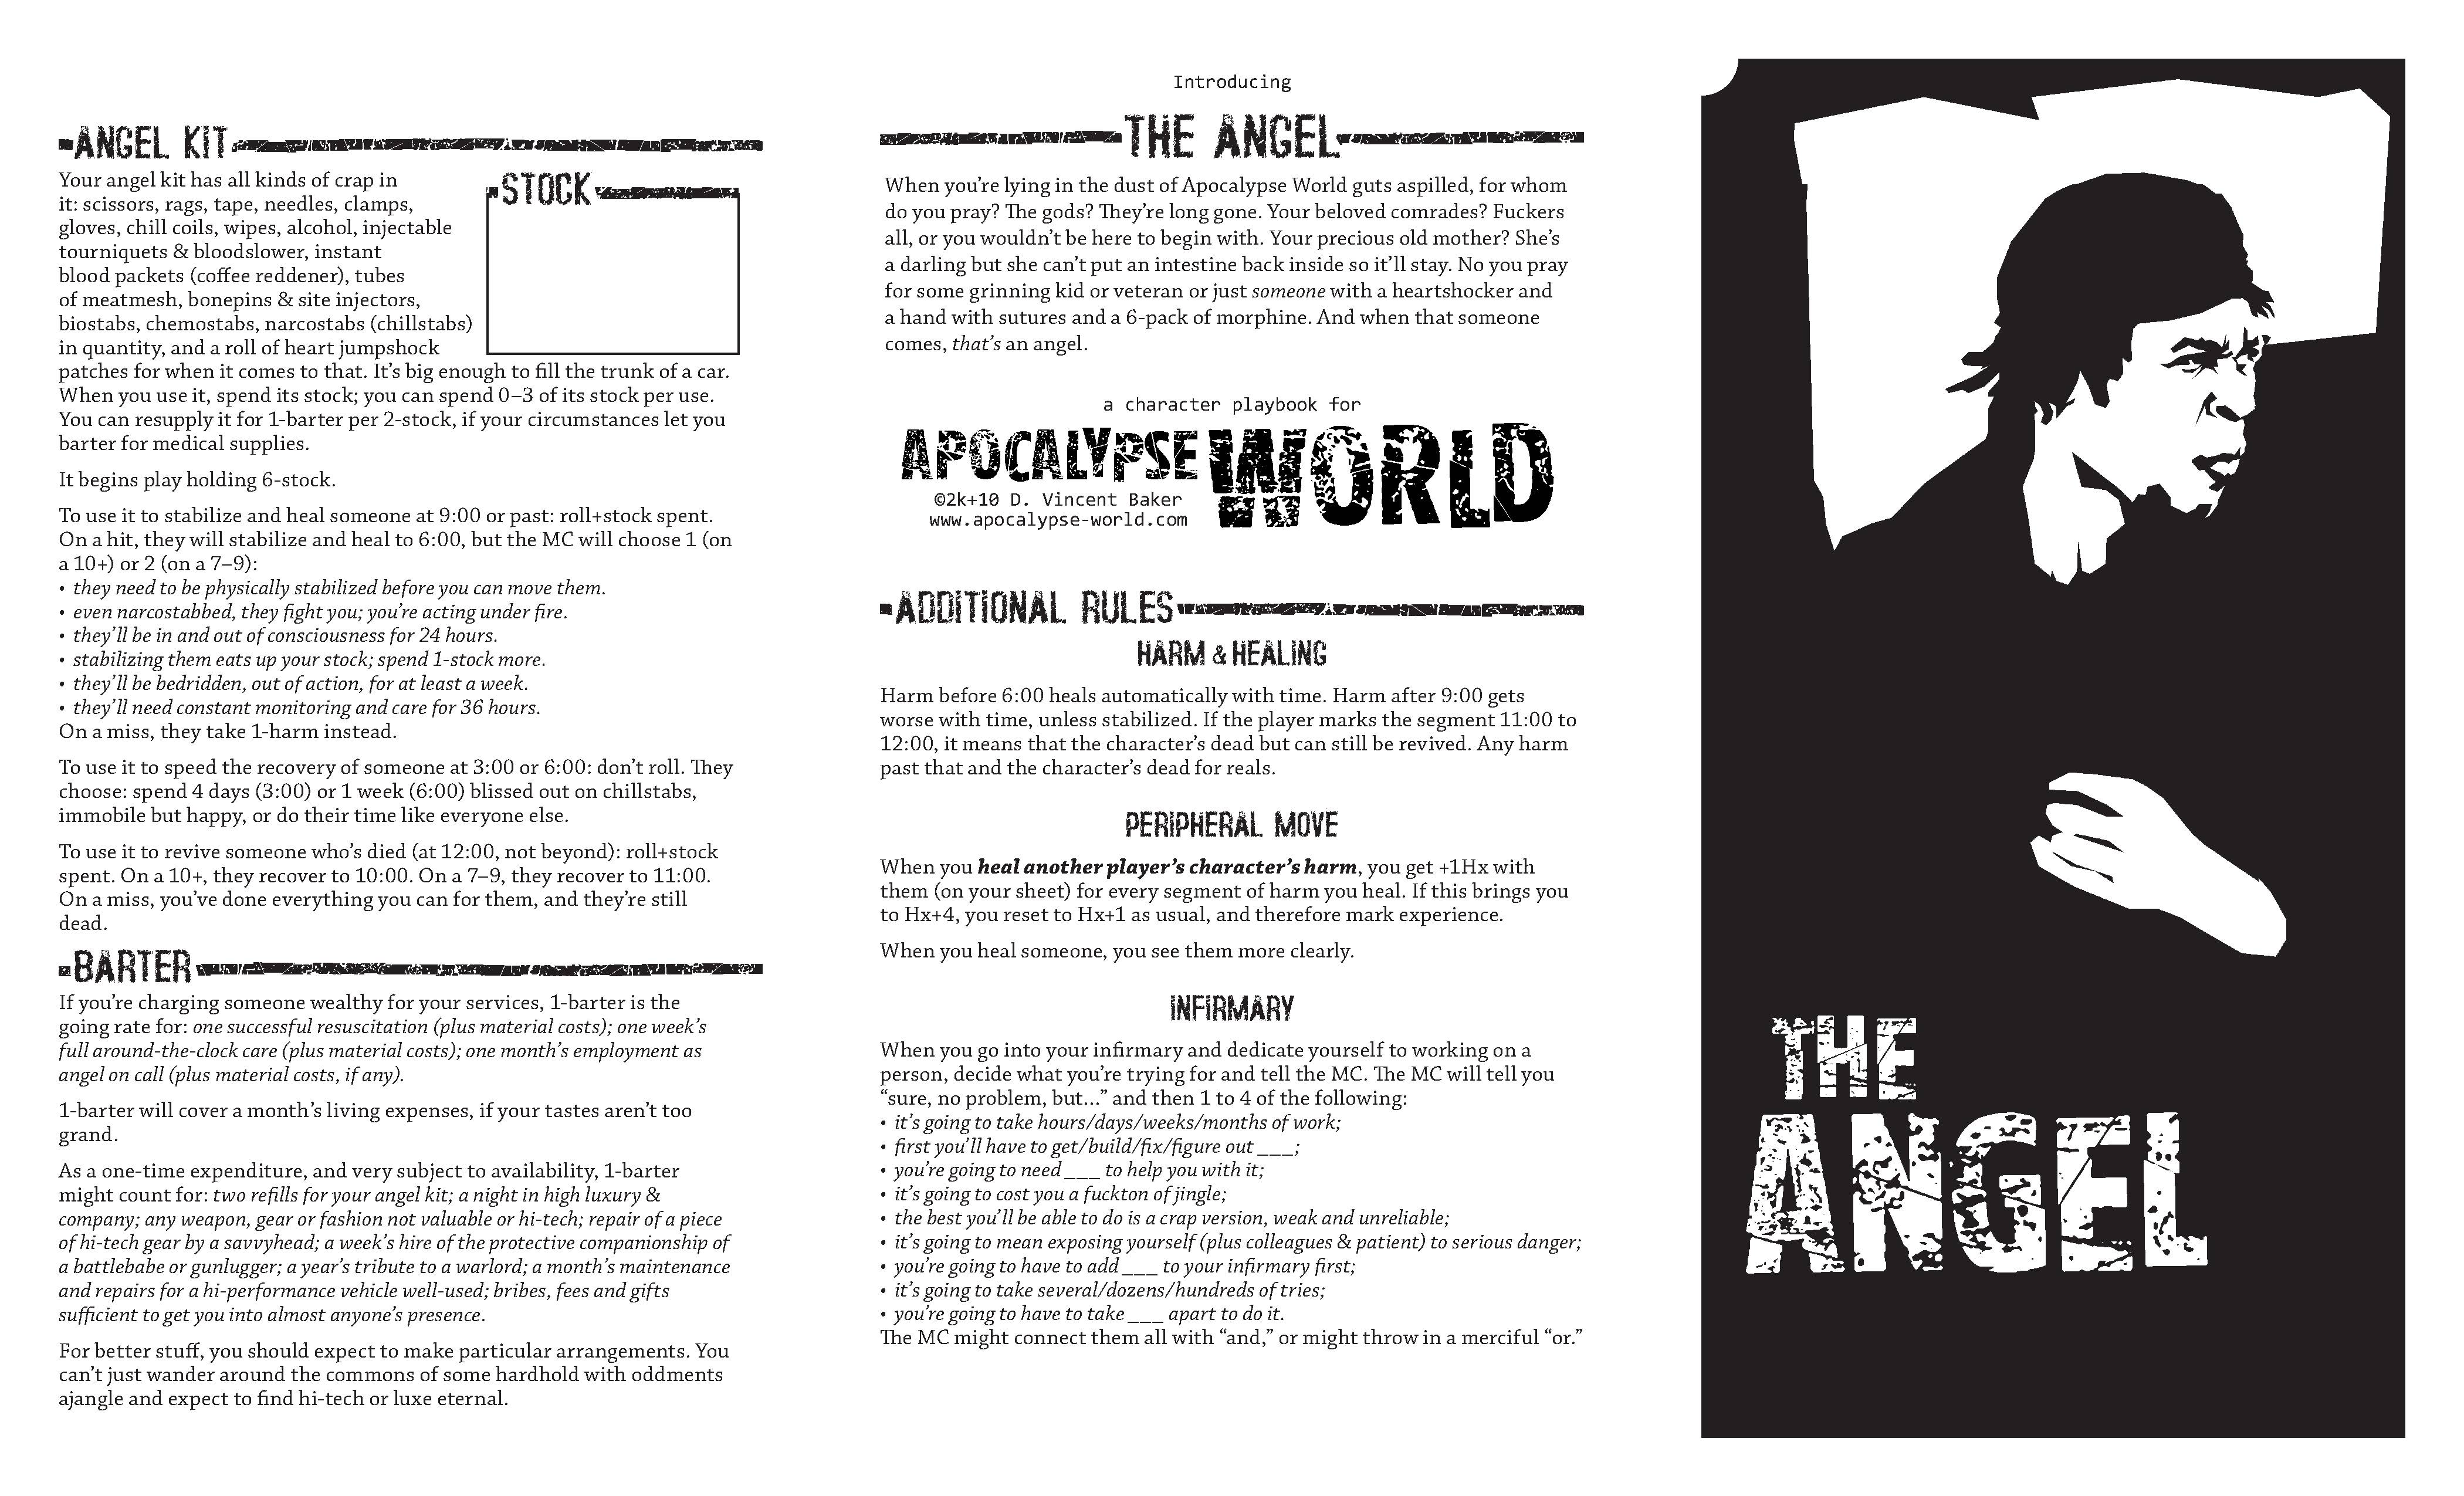 ANGEL KIT
STOCK
Your angel kit has all kinds of crap in
it: scissors, rags, tape, needles, clamps,
gloves, chill coils, wipes, alcohol, injectable
tourniquets & bloodslower, instant
blood packets (coffee reddener), tubes
of meatmesh, bonepins & site injectors,
biostabs, chemostabs, narcostabs (chillstabs)
in quantity, and a roll of heart jumpshock
patches for when it comes to that. It’s big enough to fill the trunk of a car.
When you use it, spend its stock; you can spend 0–3 of its stock per use.
You can resupply it for 1-barter per 2-stock, if your circumstances let you
barter for medical supplies.
It begins play holding 6-stock.
To use it to stabilize and heal someone at 9:00 or past: roll+stock spent.
On a hit, they will stabilize and heal to 6:00, but the MC will choose 1 (on
a 10+) or 2 (on a 7–9):
• they need to be physically stabilized before you can move them.
• even narcostabbed, they fight you; you’re acting under fire.
• they’ll be in and out of consciousness for 24 hours.
• stabilizing them eats up your stock; spend 1-stock more.
• they’ll be bedridden, out of action, for at least a week.
• they’ll need constant monitoring and care for 36 hours.
On a miss, they take 1-harm instead.
To use it to speed the recovery of someone at 3:00 or 6:00: don’t roll. They
choose: spend 4 days (3:00) or 1 week (6:00) blissed out on chillstabs,
immobile but happy, or do their time like everyone else.
To use it to revive someone who’s died (at 12:00, not beyond): roll+stock
spent. On a 10+, they recover to 10:00. On a 7–9, they recover to 11:00.
On a miss, you’ve done everything you can for them, and they’re still
dead.
BARTER
If you’re charging someone wealthy for your services, 1-barter is the
going rate for: one successful resuscitation (plus material costs); one week’s
full around-the-clock care (plus material costs); one month’s employment as
angel on call (plus material costs, if any).
1-barter will cover a month’s living expenses, if your tastes aren’t too
grand.
As a one-time expenditure, and very subject to availability, 1-barter
might count for: two refills for your angel kit; a night in high luxury &
company; any weapon, gear or fashion not valuable or hi-tech; repair of a piece
of hi-tech gear by a savvyhead; a week’s hire of the protective companionship of
a battlebabe or gunlugger; a year’s tribute to a warlord; a month’s maintenance
and repairs for a hi-performance vehicle well-used; bribes, fees and gifts
sufficient to get you into almost anyone’s presence.
For better stuff, you should expect to make particular arrangements. You
can’t just wander around the commons of some hardhold with oddments
ajangle and expect to find hi-tech or luxe eternal.
Introducing
THE ANGEL
When you’re lying in the dust of Apocalypse World guts aspilled, for whom
do you pray? The gods? They’re long gone. Your beloved comrades? Fuckers
all, or you wouldn’t be here to begin with. Your precious old mother? She’s
a darling but she can’t put an intestine back inside so it’ll stay. No you pray
for some grinning kid or veteran or just someone with a heartshocker and
a hand with sutures and a 6-pack of morphine. And when that someone
comes, that’s an angel.
a character playbook for
APOCALYPSE WORLD
©2k+10 D. Vincent Baker
www.apocalypse-world.com
ADDITIONAL RULES
HARM & HEALING
Harm before 6:00 heals automatically with time. Harm after 9:00 gets
worse with time, unless stabilized. If the player marks the segment 11:00 to
12:00, it means that the character’s dead but can still be revived. Any harm
past that and the character’s dead for reals.
PERIPHERAL MOVE
When you heal another player’s character’s harm, you get +1Hx with
them (on your sheet) for every segment of harm you heal. If this brings you
to Hx+4, you reset to Hx+1 as usual, and therefore mark experience.
When you heal someone, you see them more clearly.
INFIRMARY
When you go into your infirmary and dedicate yourself to working on a
person, decide what you’re trying for and tell the MC. The MC will tell you
“sure, no problem, but…” and then 1 to 4 of the following:
• it’s going to take hours/days/weeks/months of work;
• first you’ll have to get/build/fix/figure out ___;
• you’re going to need ___ to help you with it;
• it’s going to cost you a fuckton of jingle;
• the best you’ll be able to do is a crap version, weak and unreliable;
• it’s going to mean exposing yourself (plus colleagues & patient) to serious danger;
• you’re going to have to add ___ to your infirmary first;
• it’s going to take several/dozens/hundreds of tries;
• you’re going to have to take ___ apart to do it.
The MC might connect them all with “and,” or might throw in a merciful “or.”
THE
ANGEL